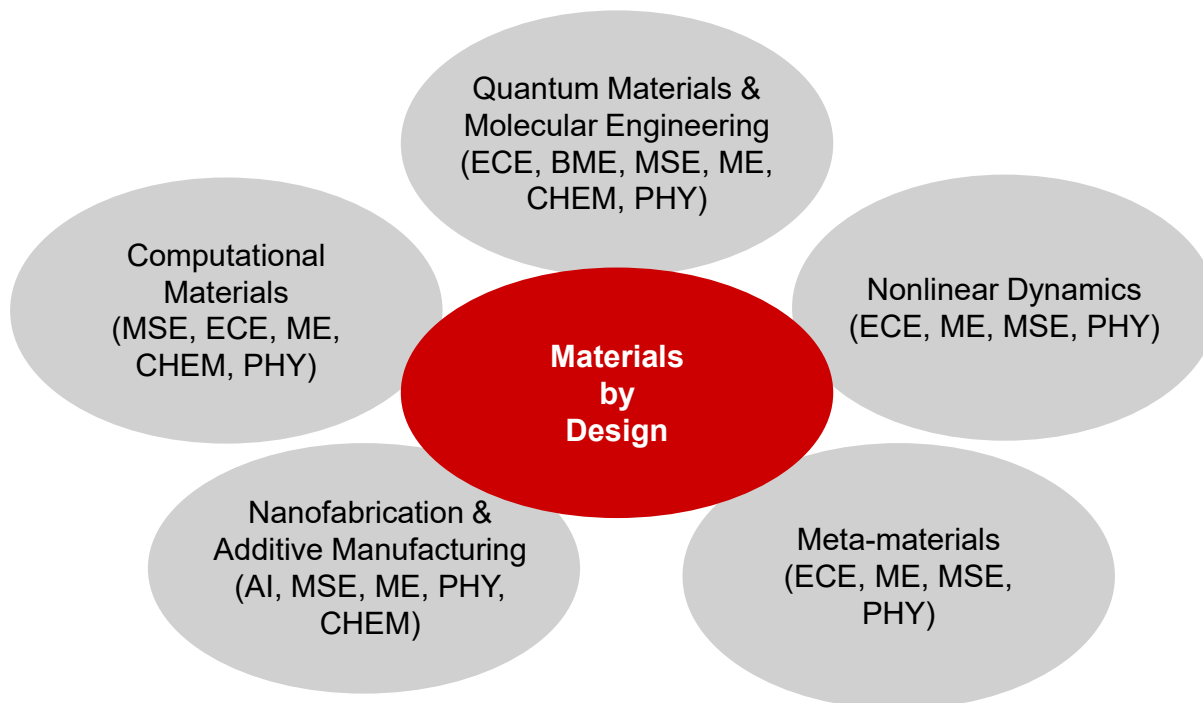 Quantum Materials &
Molecular Engineering
(ECE, BME, MSE, ME,
CHEM, PHY)
Computational
Materials
(MSE, ECE, ME,
CHEM, PHY)
Nonlinear Dynamics
(ECE, ME, MSE, PHY)
Materials
by
Design
Nanofabrication &
Additive Manufacturing
(AI, MSE, ME, PHY,
CHEM)
Meta-materials
(ECE, ME, MSE,
PHY)